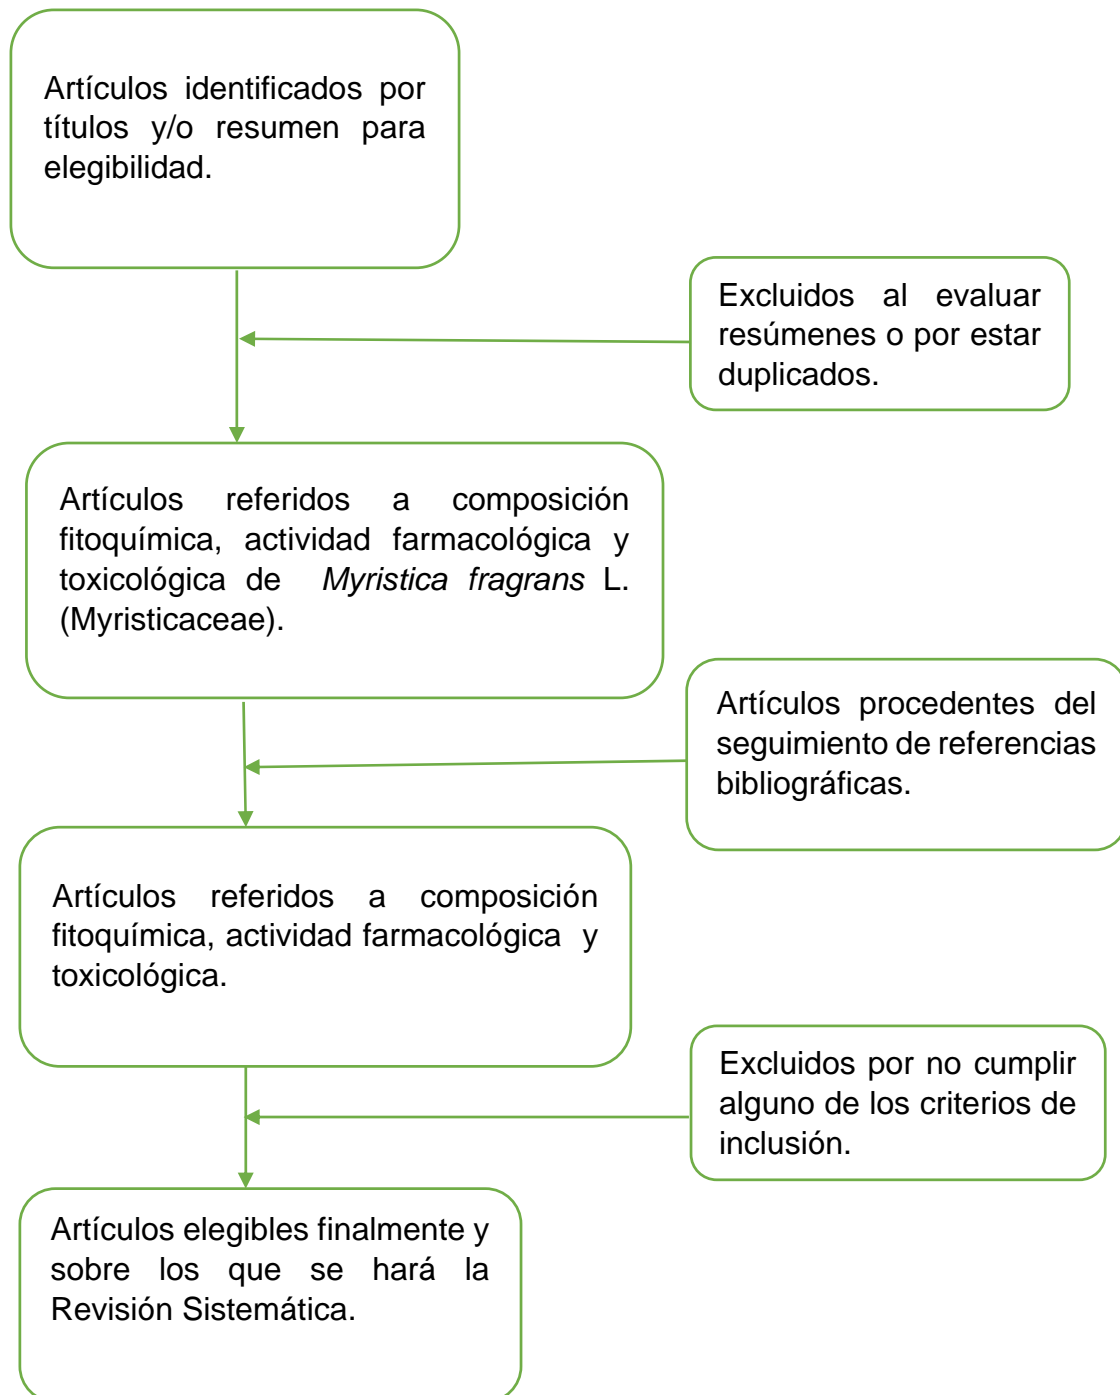 Artículos identificados por
títulos y/o resumen para
elegibilidad.
Excluidos al evaluar
resúmenes o por estar
duplicados.
Artículos referidos a composición
fitoquímica, actividad farmacológica y
toxicológica de Myristica fragrans L.
(Myristicaceae).
Artículos procedentes del
seguimiento de referencias
bibliográficas.
Artículos referidos a composición
fitoquímica, actividad farmacológica y
toxicológica.
Excluidos por no cumplir
alguno de los criterios de
inclusión.
Artículos elegibles finalmente y
sobre los que se hará la
Revisión Sistemática.